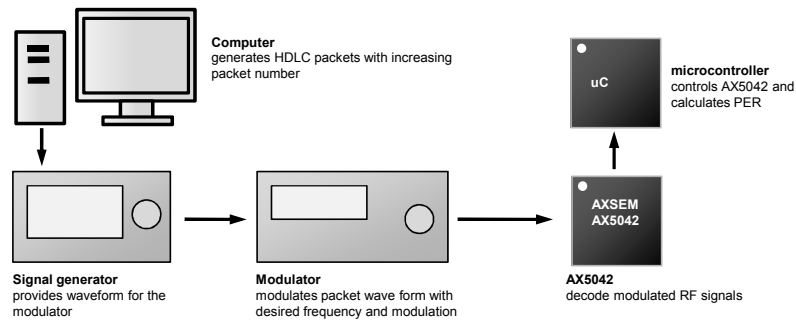 Computer
generates HDLC packets with increasing
packet number
uC
microcontroller
controls AX5042 and
calculates PER
AXSEM
AX5042
Signal generator
provides waveform for the
modulator
Modulator
modulates packet wave form with
desired frequency and modulation
AX5042
decode modulated RF signals